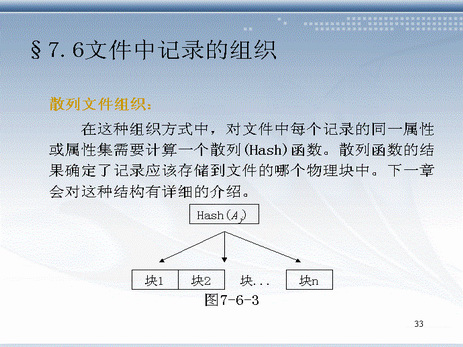 §7.6文件中记录的组织
散列文件组织：
在这种组织方式中，对文件中每个记录的同一属性
或属性集需要计算一个散列(Hash)函数。散列函数的结
果确定了记录应该存储到文件的哪个物理块中。下一章
会对这种结构有详细的介绍。
Hash(Aj)
块1 块2 块... 块n
图7-6-3
33